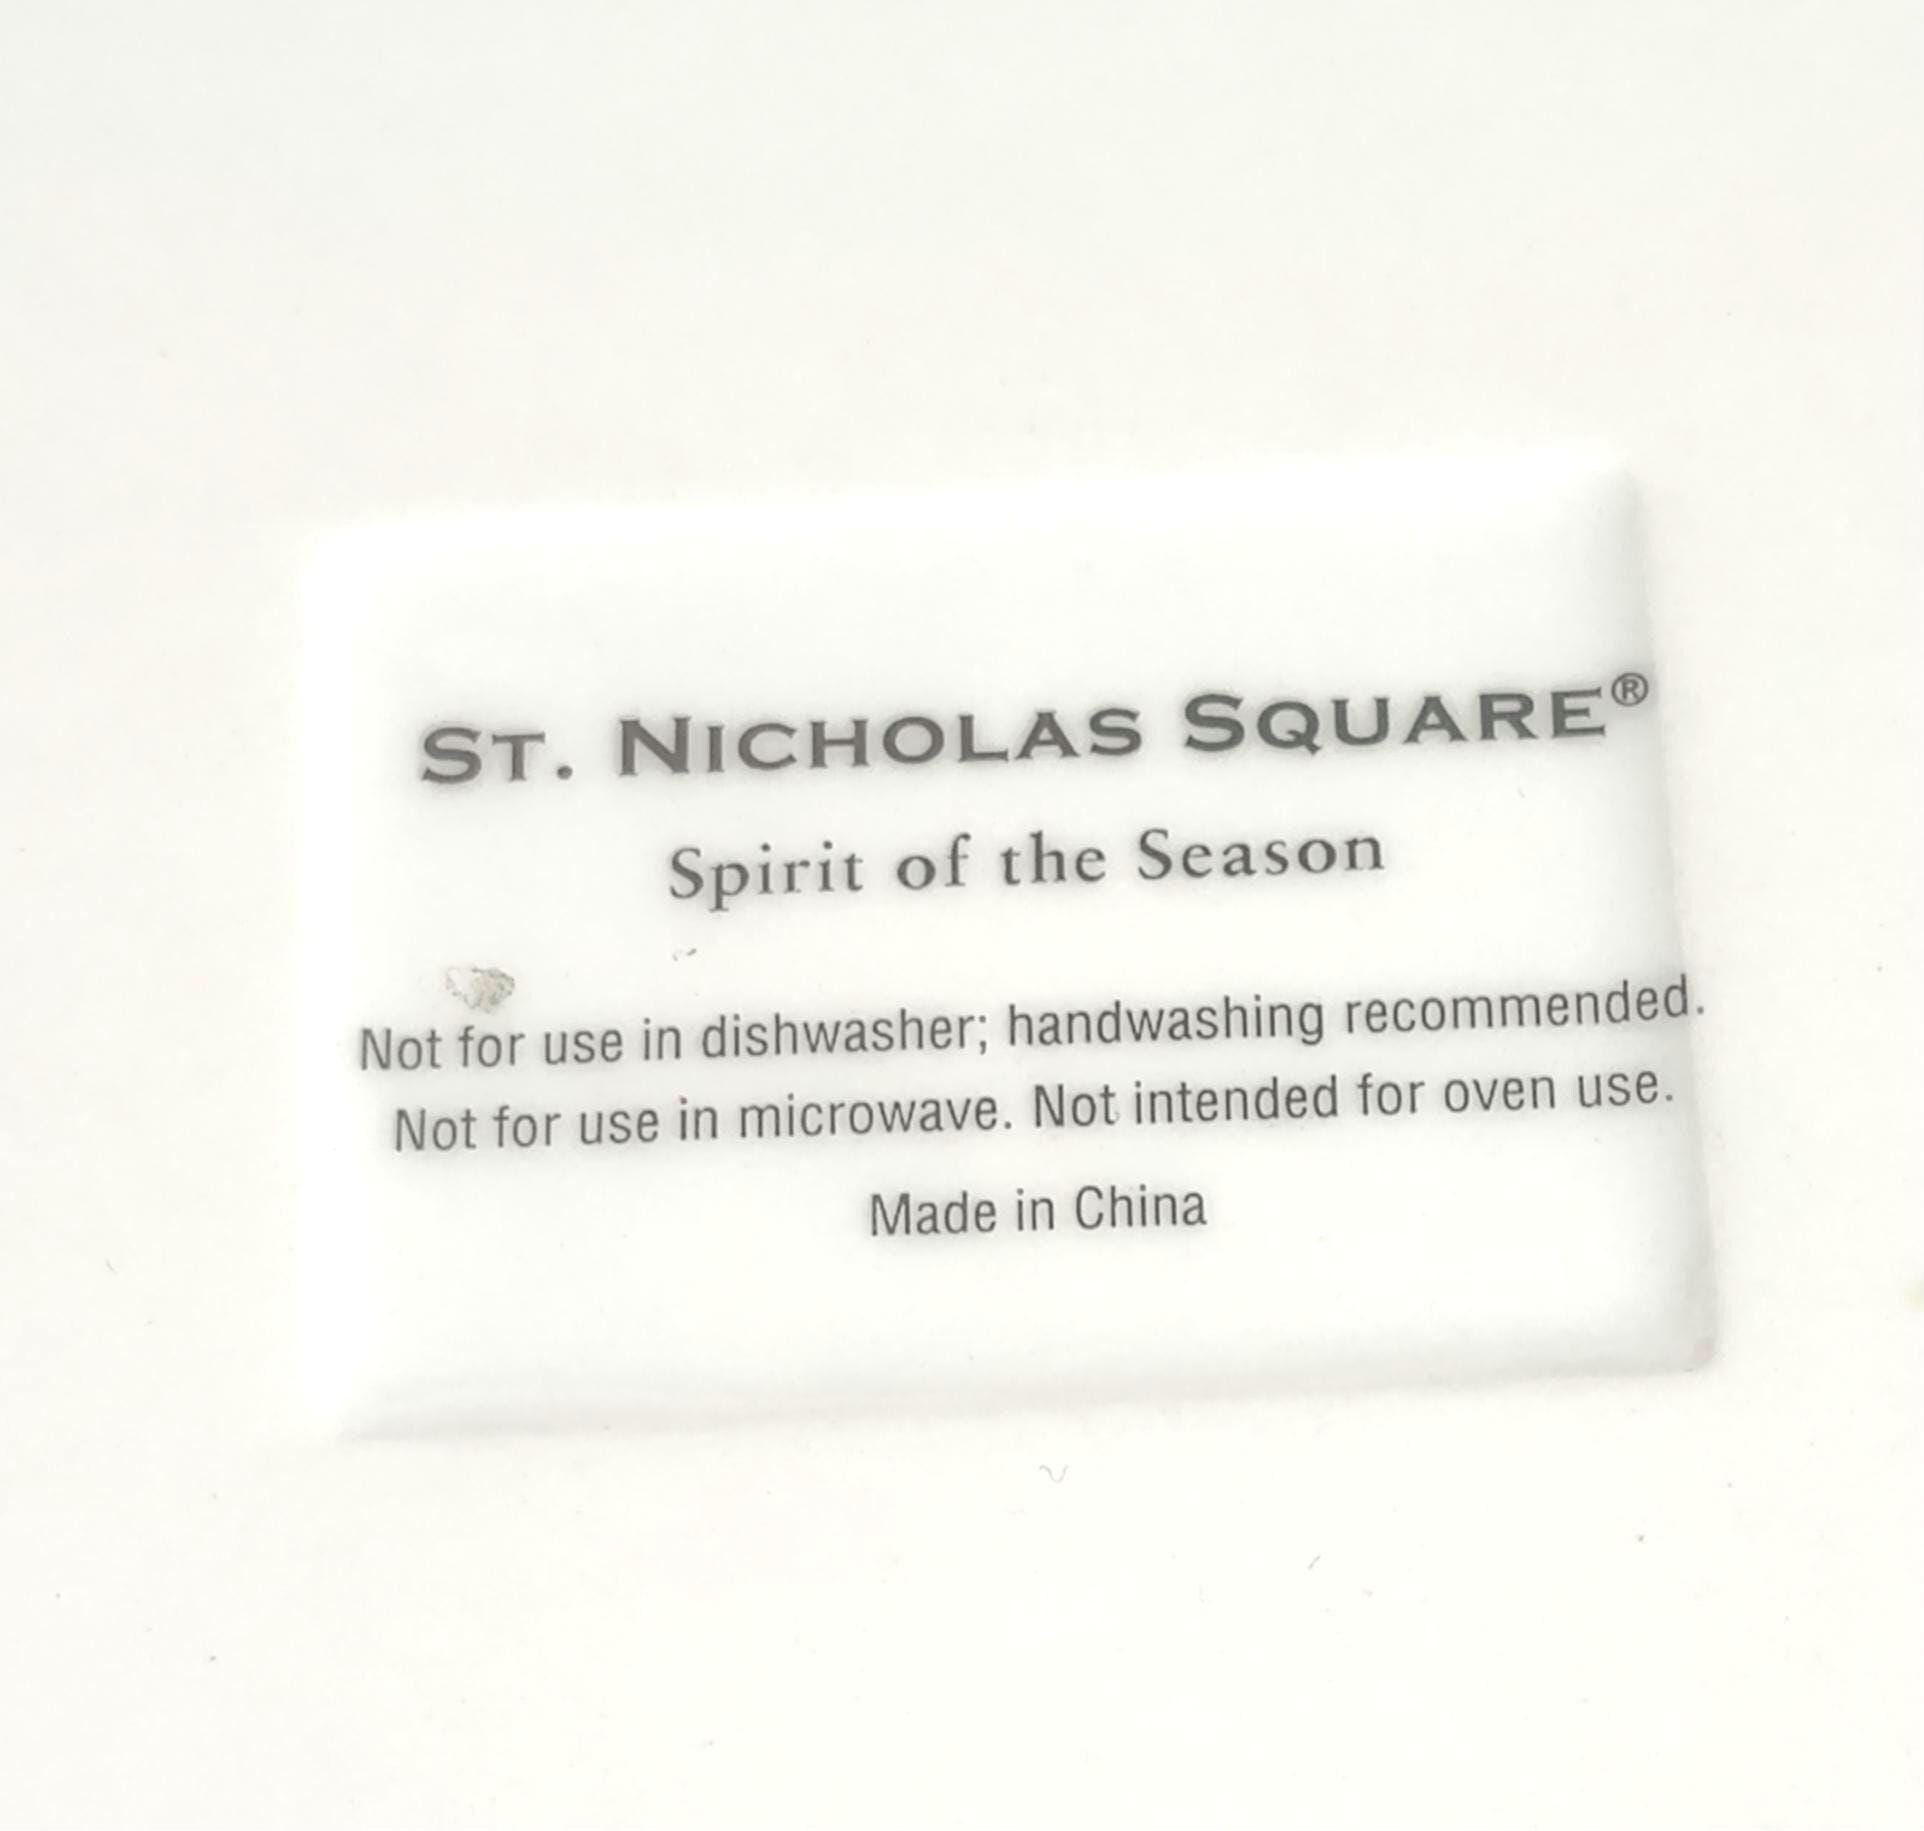 ST. NICHOLAS SQUARE®
Spirit of the Season
Not for use in dishwasher; handwashing recommended.
Not for use in microwave. Not intended for oven use.
Made in China